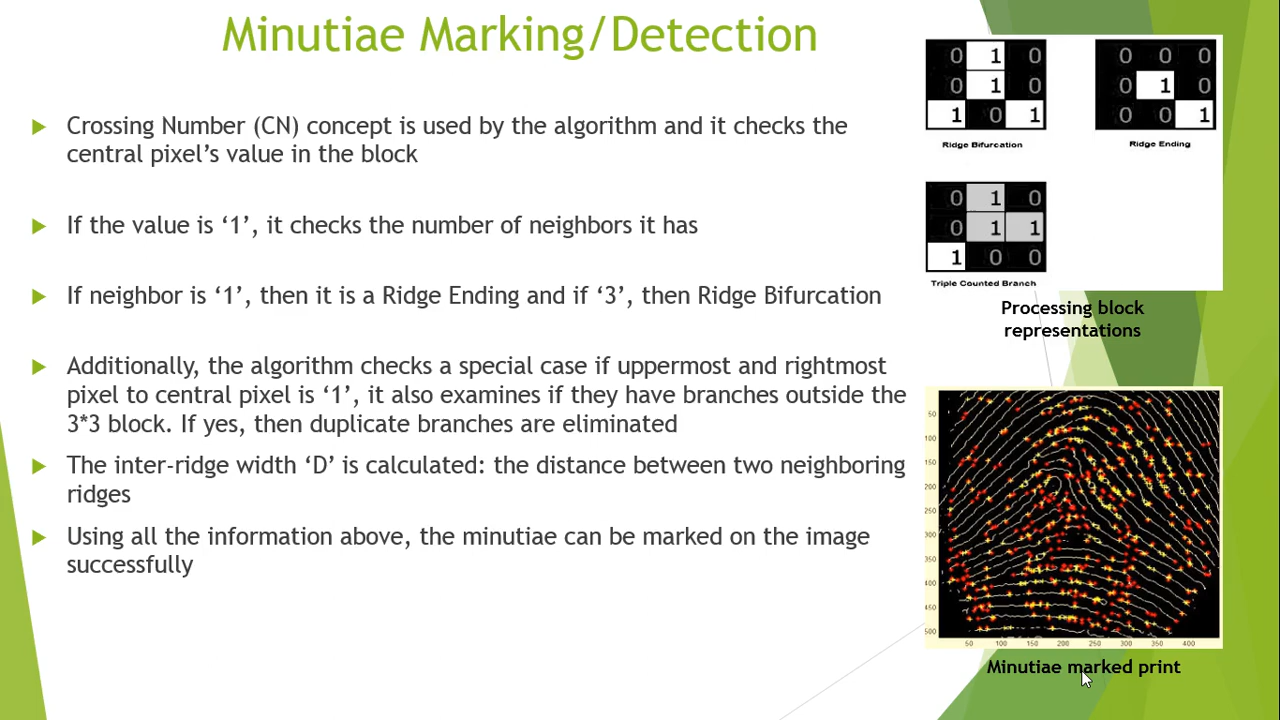 Minutiae Marking/Detection
Crossing Number (CN) concept is used by the algorithm and it checks the
central pixel’s value in the block
If the value is ‘1’, it checks the number of neighbors it has
If neighbor is ‘1’, then it is a Ridge Ending and if ‘3’, then Ridge Bifurcation
Additionally, the algorithm checks a special case if uppermost and rightmost
pixel to central pixel is ‘1’, it also examines if they have branches outside the
3*3 block. If yes, then duplicate branches are eliminated
The inter-ridge width ‘D’ is calculated: the distance between two neighboring
ridges
Using all the information above, the minutiae can be marked on the image
successfully
0 1 0
0 1 0
1 0 1
Ridge Bifurcation
0 0 0
0 1 0
0 0 1
Ridge Ending
0 1 0
0 1 1
1 0 0
Triple Counted Branch
Processing block
representations
50
100
150
200
250
300
350
400
450
500
50 100 150 200 250 300 350 400
Minutiae marked print